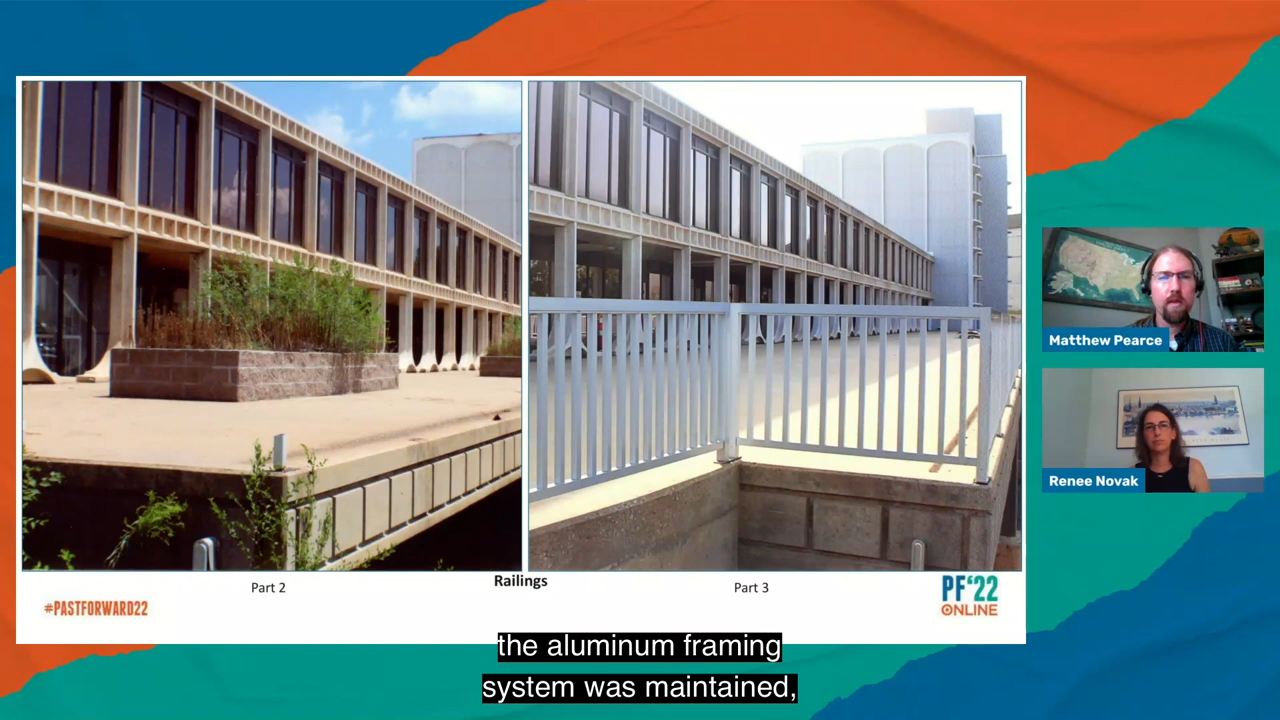 Matthew Pearce
Renee Novak
Part 2
Railings
Part 3
#PASTFORWARD22
PF‘22
ONLINE
the aluminum framing
system was maintained,